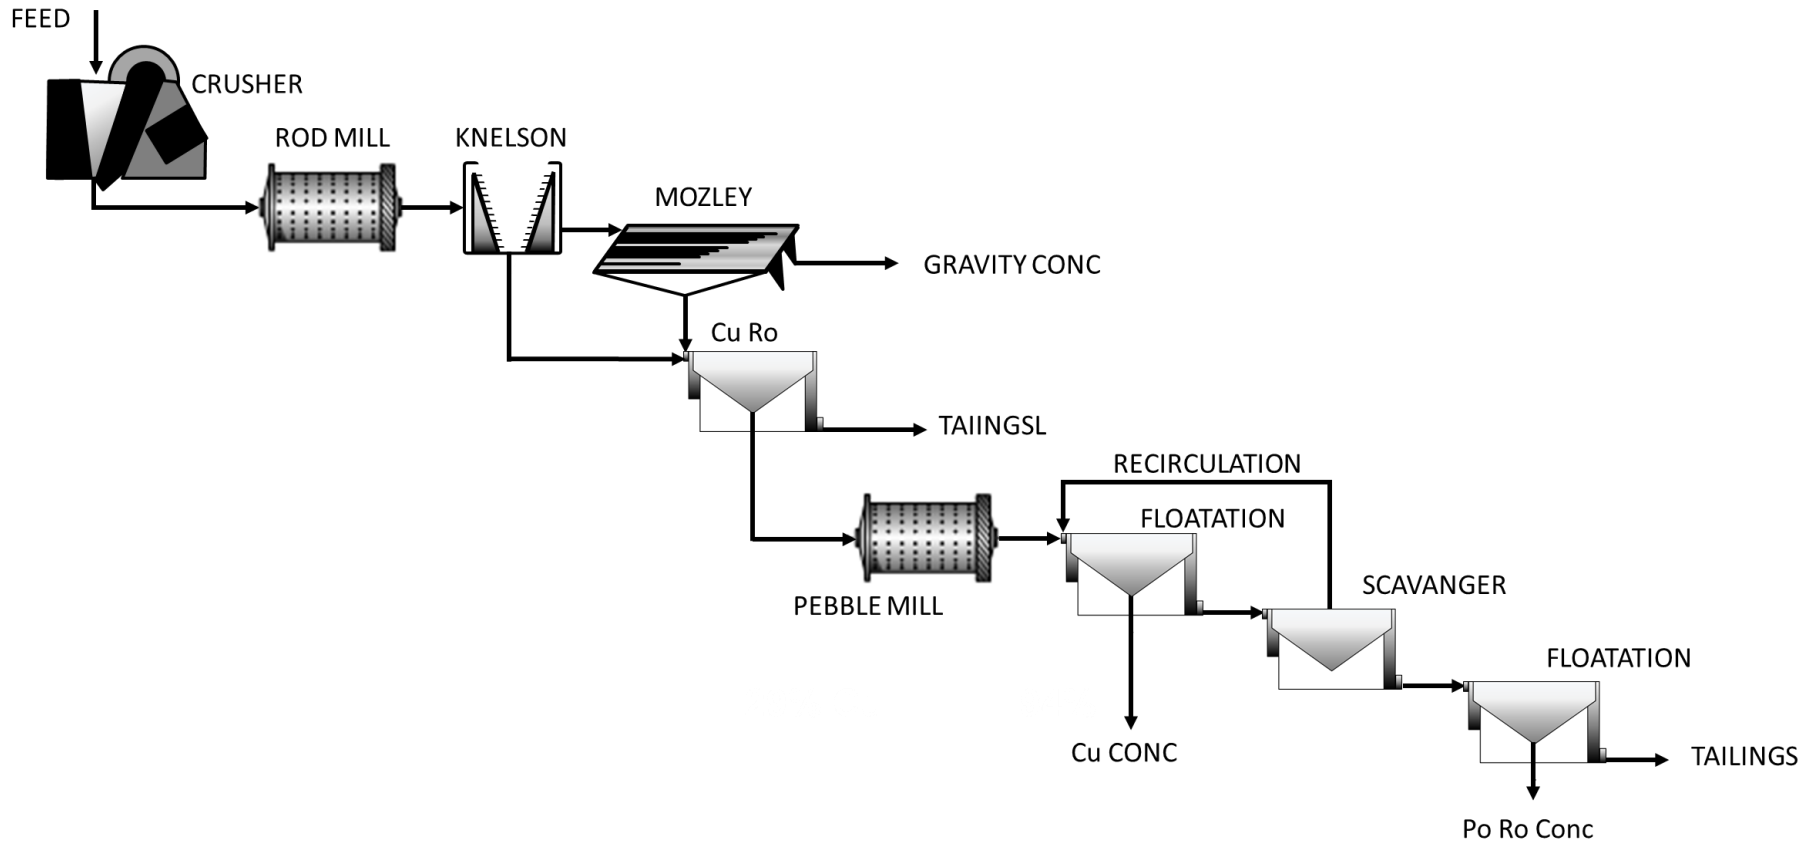 FEED
CRUSHER
ROD MILL
KNELSON
MOZLEY
GRAVITY CONC
Cu Ro
TAIINGSL
RECIRCULATION
FLOATATION
PEBBLE MILL
SCAVANGER
FLOATATION
Cu CONC
TAILINGS
Po Ro Conc